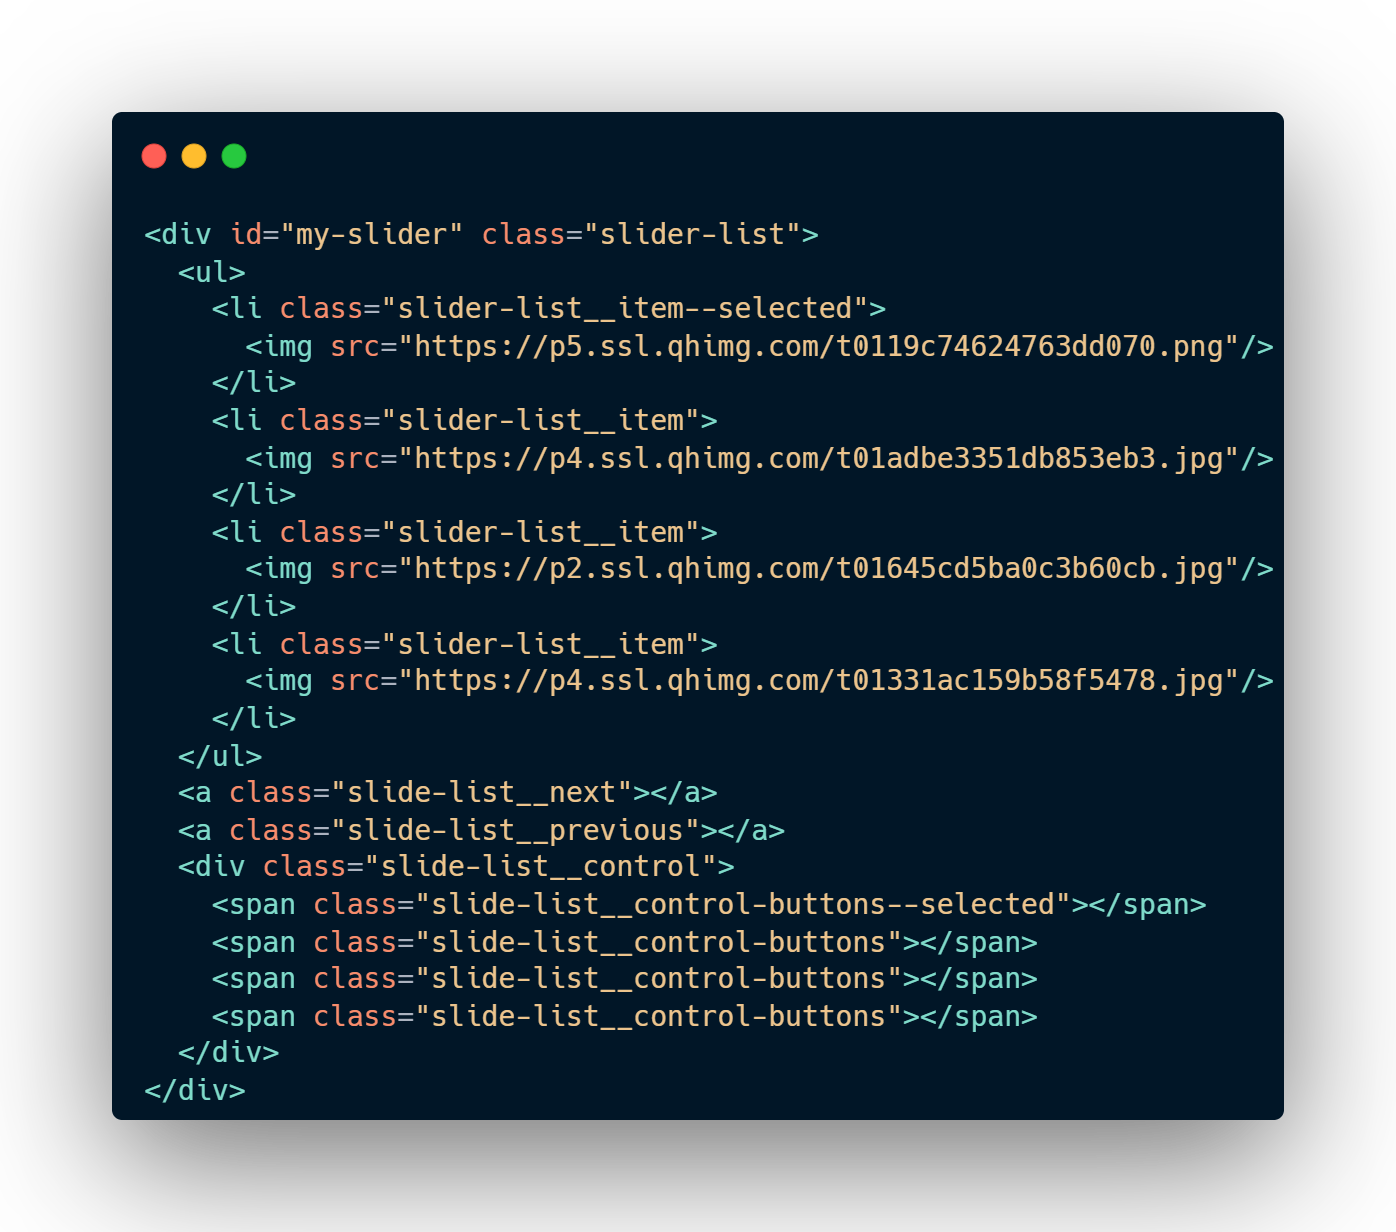 <div id="my-slider" class="slider-list">
  <ul>
    <li class="slider-list__item--selected">
      <img src="https://p5.ssl.qhimg.com/t0119c74624763dd070.png"/>
    </li>
    <li class="slider-list__item">
      <img src="https://p4.ssl.qhimg.com/t01adbe3351db853eb3.jpg"/>
    </li>
    <li class="slider-list__item">
      <img src="https://p2.ssl.qhimg.com/t01645cd5ba0c3b60cb.jpg"/>
    </li>
    <li class="slider-list__item">
      <img src="https://p4.ssl.qhimg.com/t01331ac159b58f5478.jpg"/>
    </li>
  </ul>
  <a class="slide-list__next"></a>
  <a class="slide-list__previous"></a>
  <div class="slide-list__control">
    <span class="slide-list__control-buttons--selected"></span>
    <span class="slide-list__control-buttons"></span>
    <span class="slide-list__control-buttons"></span>
    <span class="slide-list__control-buttons"></span>
  </div>
</div>